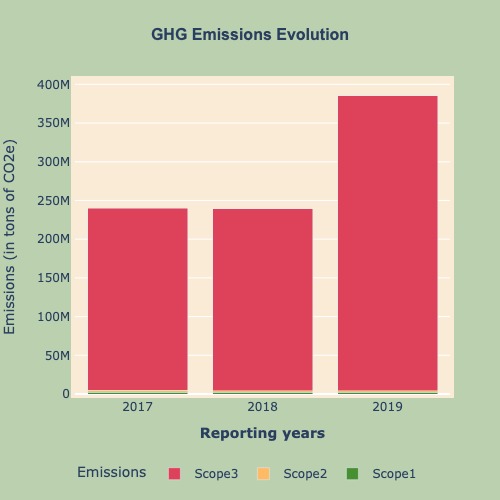 GHG Emissions Evolution
Emissions (in tons of CO2e)
400M
350M
300M
250M
200M
150M
100M
50M
0
2017 2018 2019
Reporting years
Emissions Scope3 Scope2 Scope1